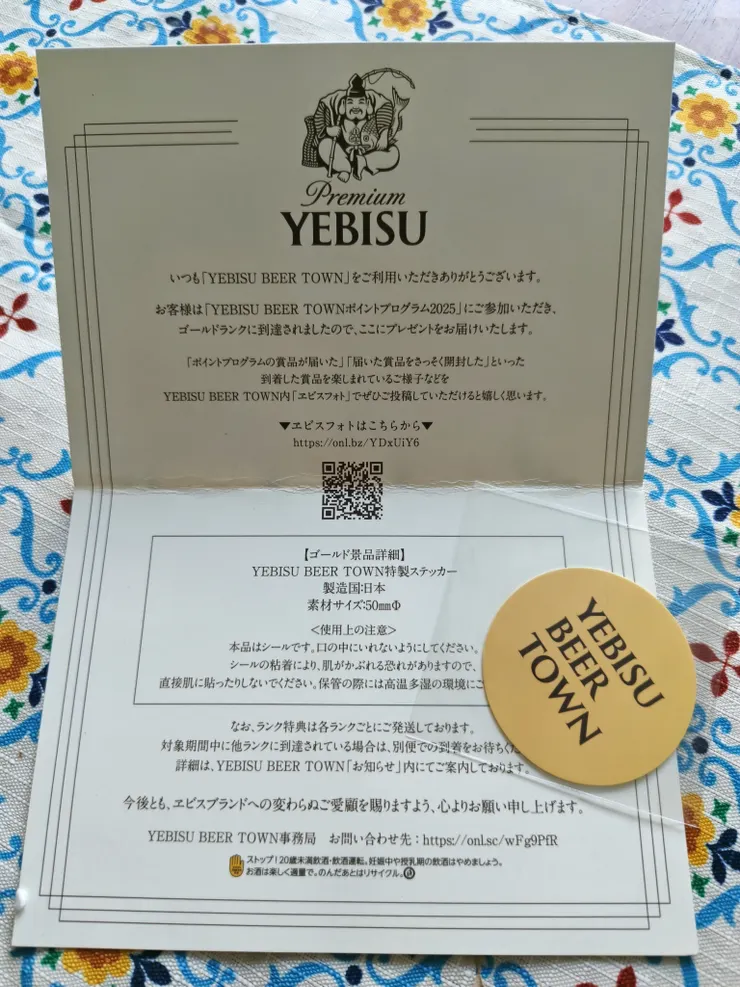 Premium
YEBISU
いつも「YEBISU BEER TOWN」をご利用いただきありがとうございます。
お客様は「YEBISU BEER TOWNポイントプログラム2025」にご参加いただき、
ゴールドランクに到達されましたので、ここにプレゼントをお届けいたします。
「ポイントプログラムの賞品が届いた」「届いた賞品をさっそく開封した」といった
到着した賞品を楽しまれているご様子などを
YEBISU BEER TOWN内「ヱビスフォト」でぜひご投稿していただけると嬉しく思います。
▼ヱビスフォトはこちらから▼
https://onl.bz/YDxUiY6
【ゴールド景品詳細】
YEBISU BEER TOWN特製ステッカー
製造国:日本
素材サイズ:50mmΦ
<使用上の注意>
本品はシールです。口の中にいれないようにしてください。
シールの粘着により、肌がかぶれる恐れがありますので、
直接肌に貼ったりしないでください。保管の際には高温多湿の環境にご
YEBISU
BEER
TOWN
なお、ランク特典は各ランクごとにご発送しております。
対象期間中に他ランクに到達されている場合は、別便での到着をお待ちくだ
詳細は、YEBISU BEER TOWN「お知らせ」内にてご案内しております。
今後とも、ヱビスブランドへの変わらぬご愛顧を賜りますよう、心よりお願い申し上げます。
YEBISU BEER TOWN事務局 お問い合わせ先：https://onl.sc/wFg9PfR
ストップ!20歳未満飲酒・飲酒運転。妊娠中や授乳期の飲酒はやめましょう。
お酒は楽しく適量で。のんだあとはリサイクル。